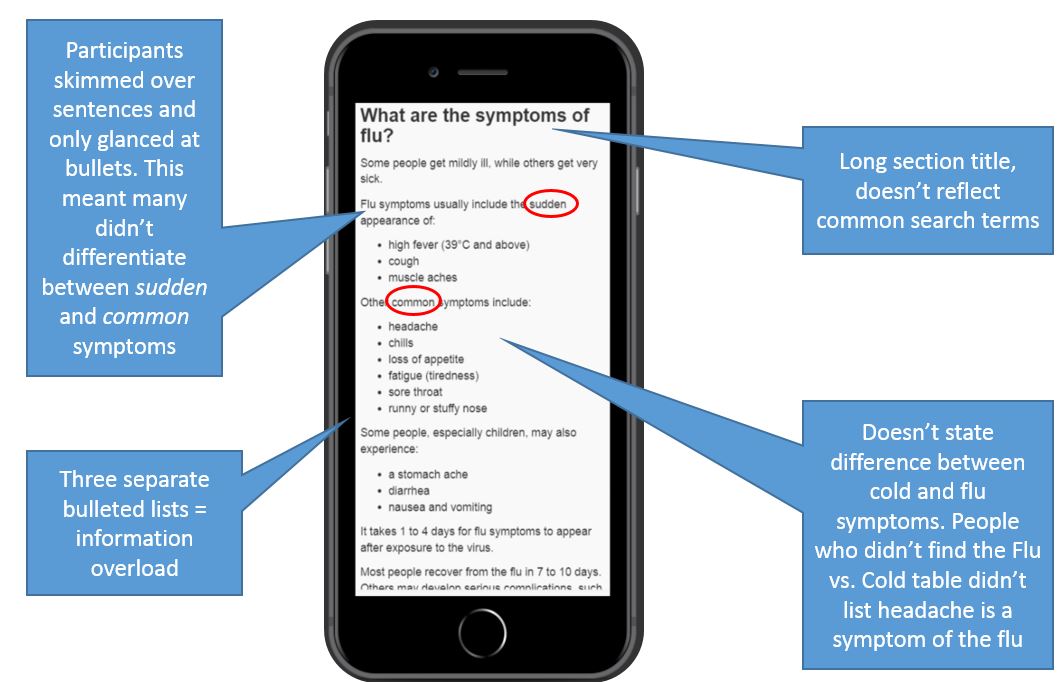 Participants
skimmed over
sentences and
only glanced at
bullets. This
meant many
didn't
differentiate
between sudden
and common
symptoms
Three separate
bulleted lists =
information
overload
What are the symptoms of
flu?
Some people get mildly ill, while others get very
sick.
Flu symptoms usually include the sudden
appearance of:
• high fever (39°C and above)
• cough
• muscle aches
Other common symptoms include:
• headache
• chills
• loss of appetite
• fatigue (tiredness)
• sore throat
• runny or stuffy nose
Some people, especially children, may also
experience:
• a stomach ache
• diarrhea
• nausea and vomiting
It takes 1 to 4 days for flu symptoms to appear
after exposure to the virus.
Most people recover from the flu in 7 to 10 days.
Others may develop serious complications, such
Long section title,
doesn't reflect
common search terms
Doesn't state
difference between
cold and flu
symptoms. People
who didn't find the Flu
vs. Cold table didn't
list headache is a
symptom of the flu